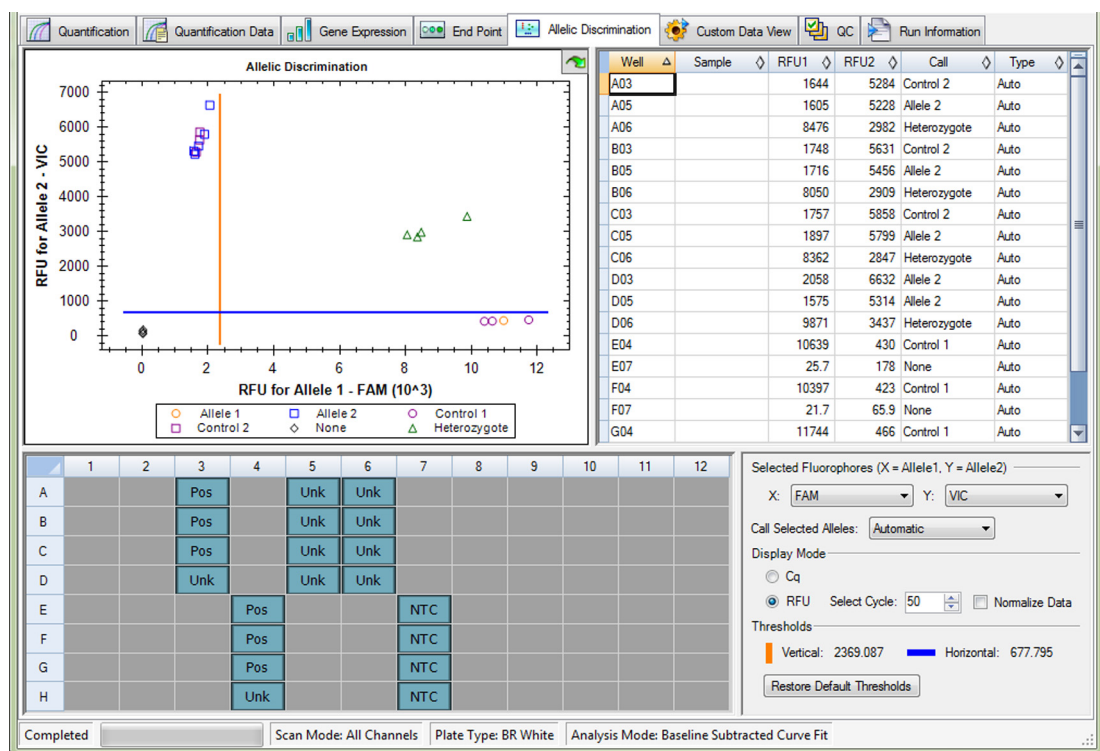 Quantification Quantification Data Gene Expression End Point Allelic Discrimination Custom Data View QC Run Information
Allelic Discrimination
7000
6000
5000
4000
3000
2000
1000
0
RFU for Allele 2 - VIC
0 2 4 6 8 10 12
RFU for Allele 1 - FAM (10^3)
Allele 1 Allele 2 Control 1
Control 2 None Heterozygote
Well Sample RFU1 RFU2 Call Type
A03 1644 5284 Control 2 Auto
A05 1605 5228 Allele 2 Auto
A06 8476 2982 Heterozygote Auto
B03 1748 5631 Control 2 Auto
B05 1716 5456 Allele 2 Auto
B06 8050 2909 Heterozygote Auto
C03 1757 5858 Control 2 Auto
C05 1897 5799 Allele 2 Auto
C06 8362 2847 Heterozygote Auto
D03 2058 6632 Allele 2 Auto
D05 1575 5314 Allele 2 Auto
D06 9871 3437 Heterozygote Auto
E04 10639 430 Control 1 Auto
E07 25.7 178 None Auto
F04 10397 423 Control 1 Auto
F07 21.7 65.9 None Auto
G04 11744 466 Control 1 Auto
1 2 3 4 5 6 7 8 9 10 11 12
A Pos Unk Unk
B Pos Unk Unk
C Pos Unk Unk
D Unk Unk Unk
E Pos NTC
F Pos NTC
G Pos NTC
H Unk NTC
Selected Fluorophores (X = Allele1, Y = Allele2)
X: FAM Y: VIC
Call Selected Alleles: Automatic
Display Mode
Cq
RFU Select Cycle: 50 Normalize Data
Thresholds
Vertical: 2369.087 Horizontal: 677.795
Restore Default Thresholds
Completed Scan Mode: All Channels Plate Type: BR White Analysis Mode: Baseline Subtracted Curve Fit